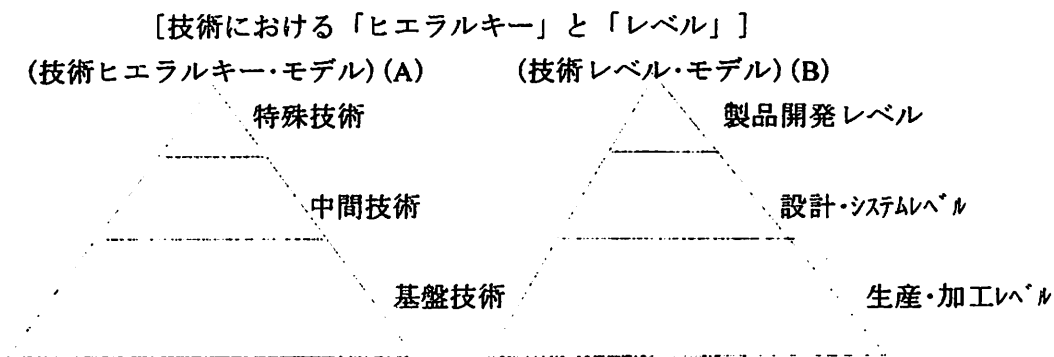 [技術における「ヒエラルキー」と「レベル」]
(技術ヒエラルキー・モデル)(A)
(技術レベル・モデル)(B)
特殊技術
製品開発レベル
中間技術
設計・ｼｽﾃﾑﾚﾍﾞﾙ
基盤技術
生産・加工ﾚﾍﾞﾙ